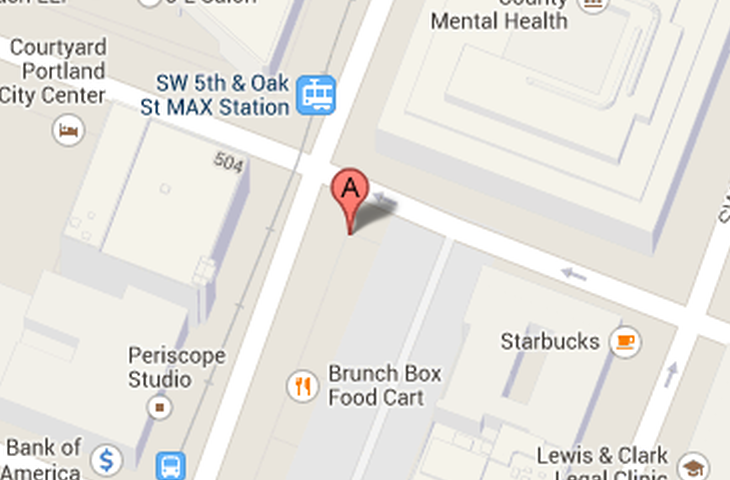 County
Mental Health
Courtyard
Portland
City Center
SW 5th & Oak
St MAX Station
504
A
Starbucks
Periscope
Studio
Brunch Box
Food Cart
Bank of
America
$
Lewis & Clark
Legal Clinic